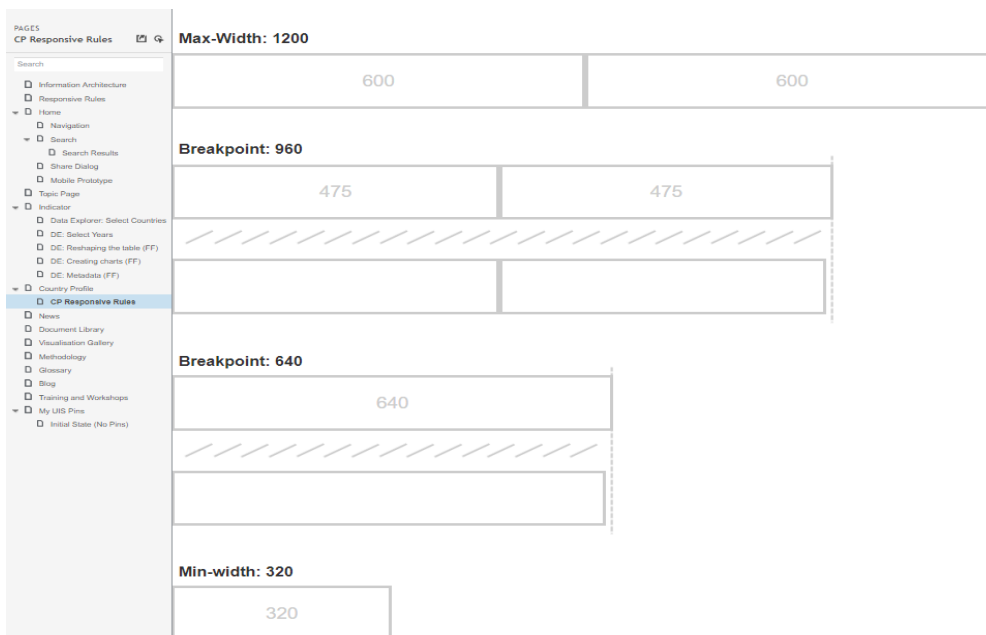 PAGES
CP Responsive Rules
Search
Information Architecture
Responsive Rules
Home
Navigation
Search
Search Results
Share Dialog
Mobile Prototype
Topic Page
Indicator
Data Explorer: Select Countries
DE: Select Years
DE: Reshaping the table (FF)
DE: Creating charts (FF)
DE: Metadata (FF)
Country Profile
CP Responsive Rules
News
Document Library
Visualisation Gallery
Methodology
Glossary
Blog
Training and Workshops
My UIS Pins
Initial State (No Pins)
Max-Width: 1200
600 600
Breakpoint: 960
475 475
Breakpoint: 640
640
Min-width: 320
320